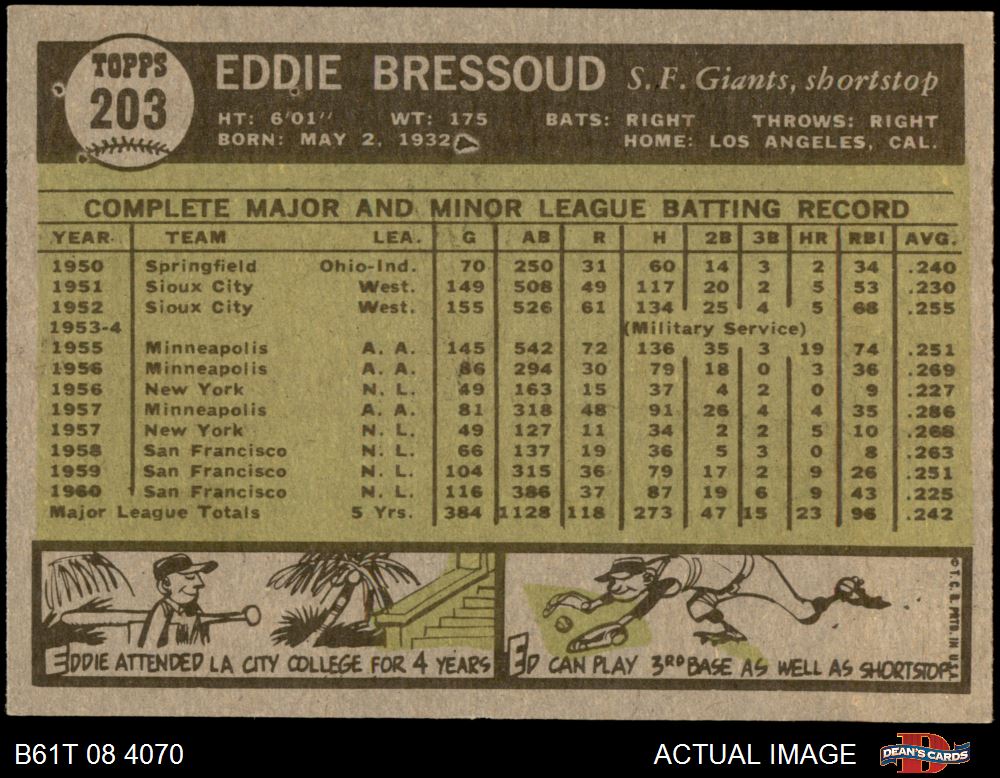 TOPPS
203
EDDIE BRESSOUD S.F. Giants, shortstop
HT: 6'01" WT: 175 BATS: RIGHT THROWS: RIGHT
BORN: MAY 2, 1932 HOME: LOS ANGELES, CAL.
COMPLETE MAJOR AND MINOR LEAGUE BATTING RECORD
YEAR TEAM LEA. G AB R H 2B 3B HR RBI AVG.
1950 Springfield Ohio-Ind. 70 250 31 60 14 3 2 34 .240
1951 Sioux City West. 149 508 49 117 20 2 5 53 .230
1952 Sioux City West. 155 526 61 134 25 4 5 68 .255
1953-4 (Military Service)
1955 Minneapolis A. A. 145 542 72 136 35 3 19 74 .251
1956 Minneapolis A. A. 86 294 30 79 18 0 3 36 .269
1956 New York N. L. 49 163 15 37 4 2 0 9 .227
1957 Minneapolis A. A. 81 318 48 91 26 4 4 35 .286
1957 New York N. L. 49 127 11 34 2 2 5 10 .268
1958 San Francisco N. L. 66 137 19 36 5 3 0 8 .263
1959 San Francisco N. L. 104 315 36 79 17 2 9 26 .251
1960 San Francisco N. L. 116 386 37 87 19 6 9 43 .225
Major League Totals 5 Yrs. 384 1128 118 273 47 15 23 96 .242
EDDIE ATTENDED LA CITY COLLEGE FOR 4 YEARS
ED CAN PLAY 3RD BASE AS WELL AS SHORTSTOP.
© T. C. G. PRTD. IN U.S.A.
B61T 08 4070 ACTUAL IMAGE DEAN'S CARDS